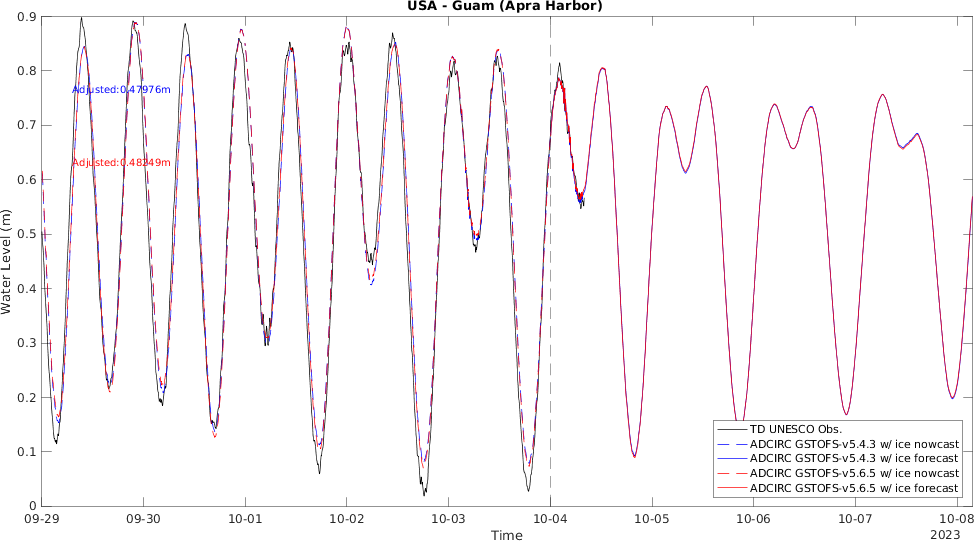 USA - Guam (Apra Harbor)
0.9
0.8
0.7
0.6
0.5
0.4
0.3
0.2
0.1
0
Water Level (m)
Adjusted:0.47976m
Adjusted:0.48249m
TD UNESCO Obs.
ADCIRC GSTOFS-v5.4.3 w/ ice nowcast
ADCIRC GSTOFS-v5.4.3 w/ ice forecast
ADCIRC GSTOFS-v5.6.5 w/ ice nowcast
ADCIRC GSTOFS-v5.6.5 w/ ice forecast
09-29 09-30 10-01 10-02 10-03 10-04 10-05 10-06 10-07 10-08
Time
2023